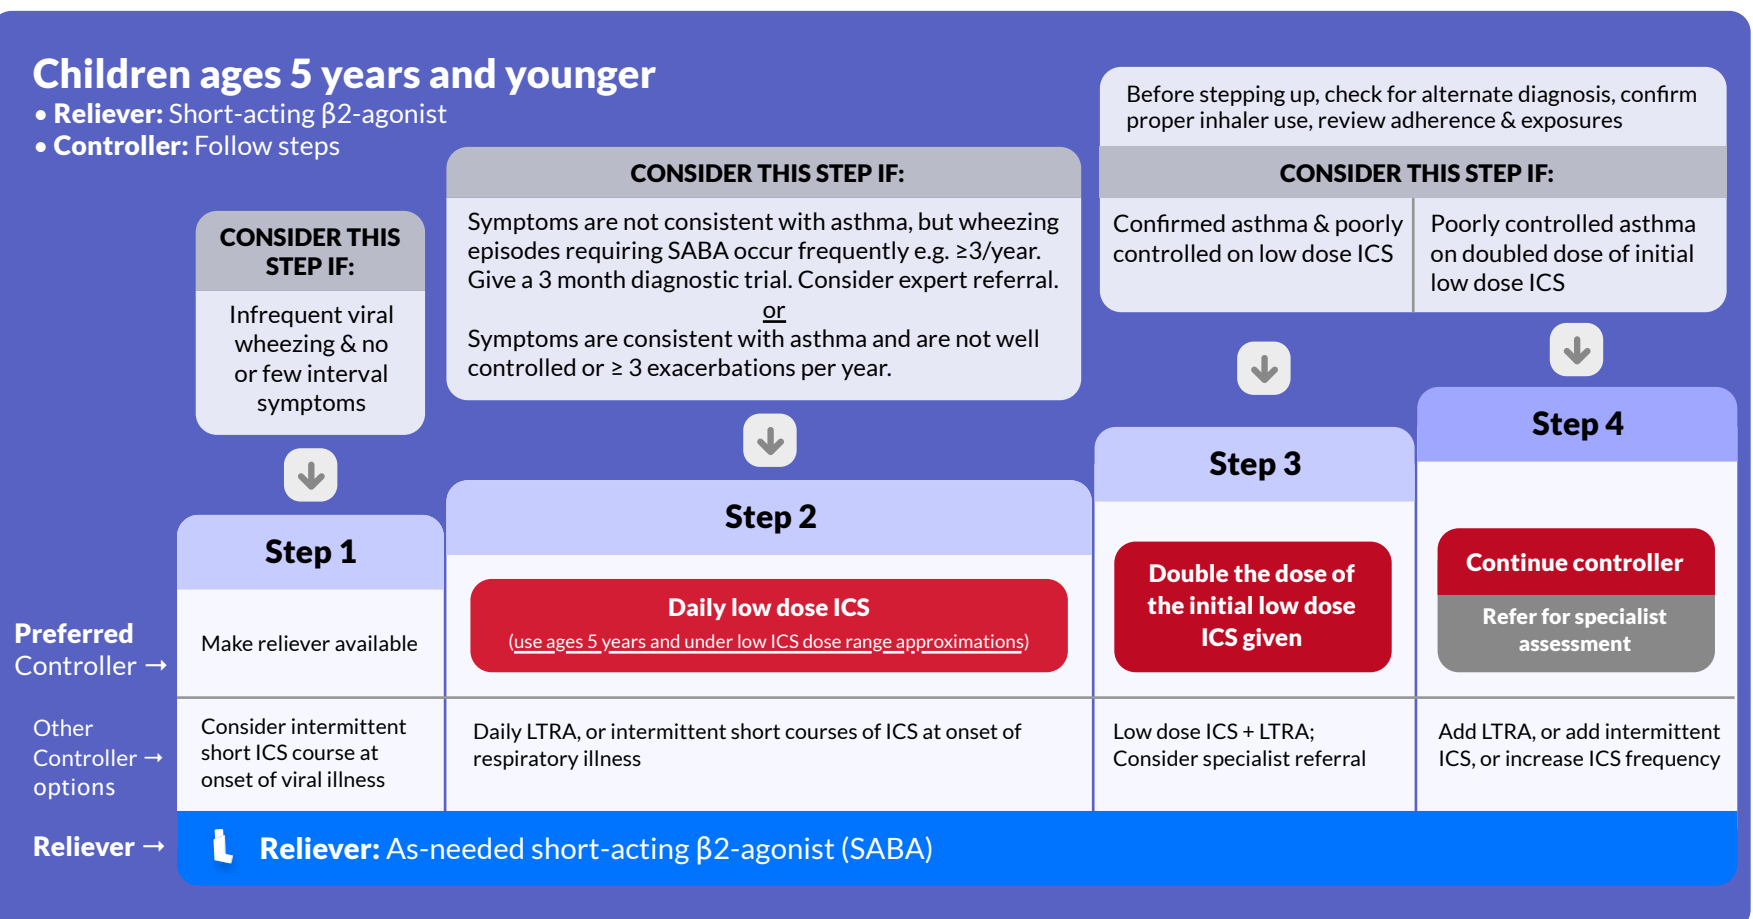 Children ages 5 years and younger
• Reliever: Short-acting β2-agonist
• Controller: Follow steps
CONSIDER THIS
STEP IF:
Infrequent viral
wheezing & no
or few interval
symptoms
CONSIDER THIS STEP IF:
Symptoms are not consistent with asthma, but wheezing
episodes requiring SABA occur frequently e.g. ≥3/year.
Give a 3 month diagnostic trial. Consider expert referral.
or
Symptoms are consistent with asthma and are not well
controlled or ≥ 3 exacerbations per year.
Before stepping up, check for alternate diagnosis, confirm
proper inhaler use, review adherence & exposures
CONSIDER THIS STEP IF:
Confirmed asthma & poorly
controlled on low dose ICS
Poorly controlled asthma
on doubled dose of initial
low dose ICS
Step 1
Step 2
Step 3
Step 4
Preferred
Controller →
Make reliever available
Daily low dose ICS
(use ages 5 years and under low ICS dose range approximations)
Double the dose of
the initial low dose
ICS given
Continue controller
Refer for specialist
assessment
Other
Controller →
options
Consider intermittent
short ICS course at
onset of viral illness
Daily LTRA, or intermittent short courses of ICS at onset of
respiratory illness
Low dose ICS + LTRA;
Consider specialist referral
Add LTRA, or add intermittent
ICS, or increase ICS frequency
Reliever →
Reliever: As-needed short-acting β2-agonist (SABA)